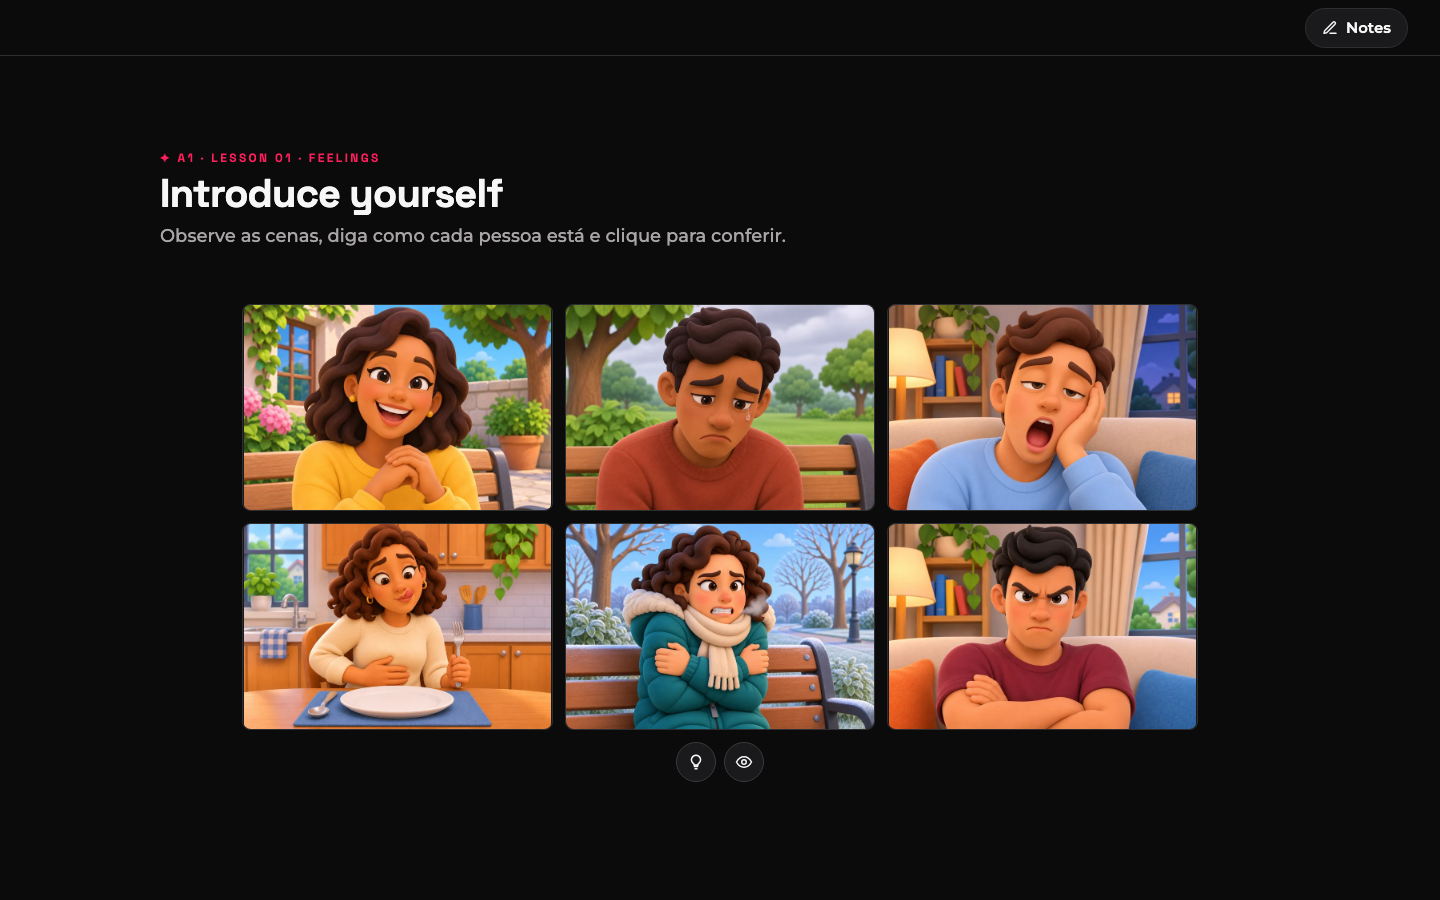 Notes
✦ A1 · LESSON 01 · FEELINGS
Introduce yourself
Observe as cenas, diga como cada pessoa está e clique para conferir.